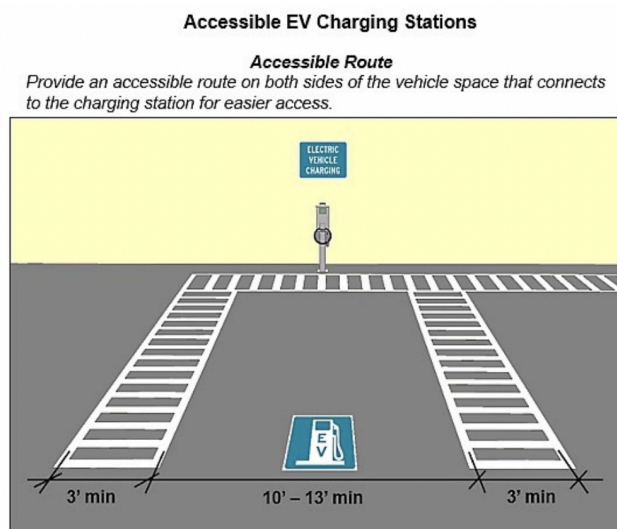 Accessible EV Charging Stations
Accessible Route
Provide an accessible route on both sides of the vehicle space that connects
to the charging station for easier access.
ELECTRIC
VEHICLE
CHARGING
E
V
3' min
10' – 13' min
3' min